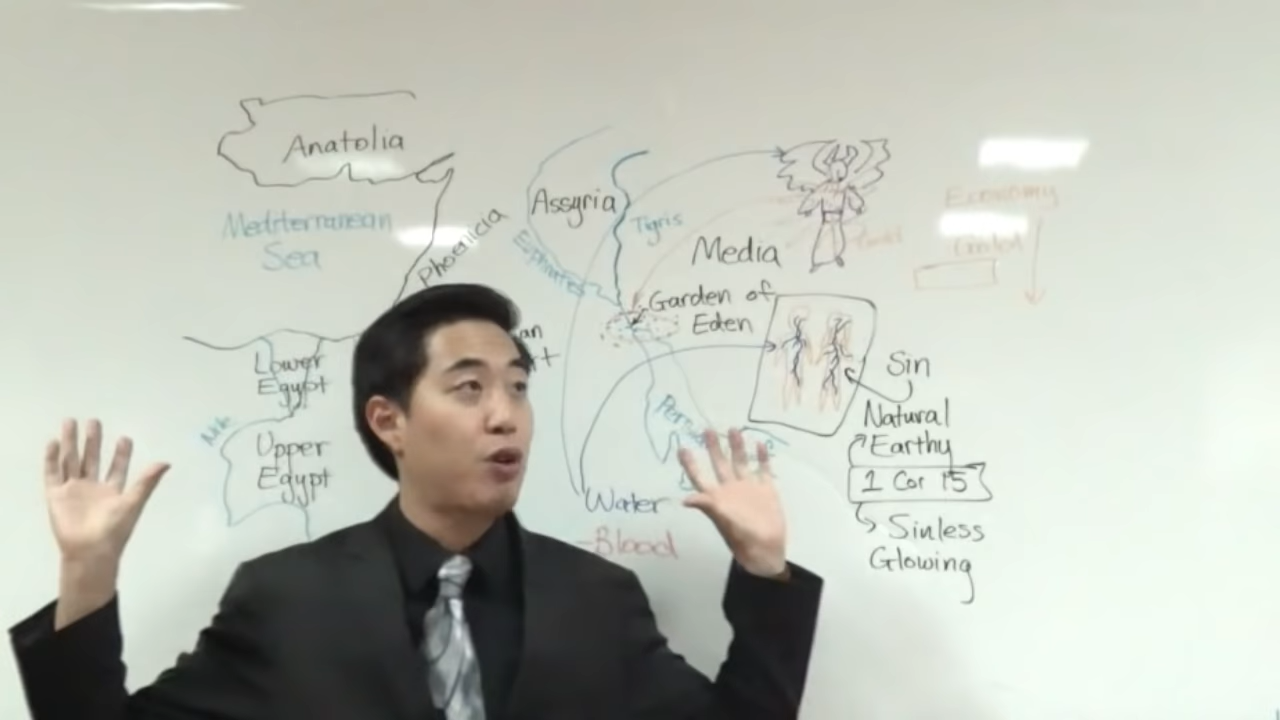 Anatolia
Mediterranean
Sea
Phoenicia
Assyria
Tigris
Euphrates
Media
Garden of
Eden
Economy
Lower
Egypt
Upper
Egypt
Sin
Natural
Earthy
1 Cor 15
Sinless
Glowing
Water
-Blood